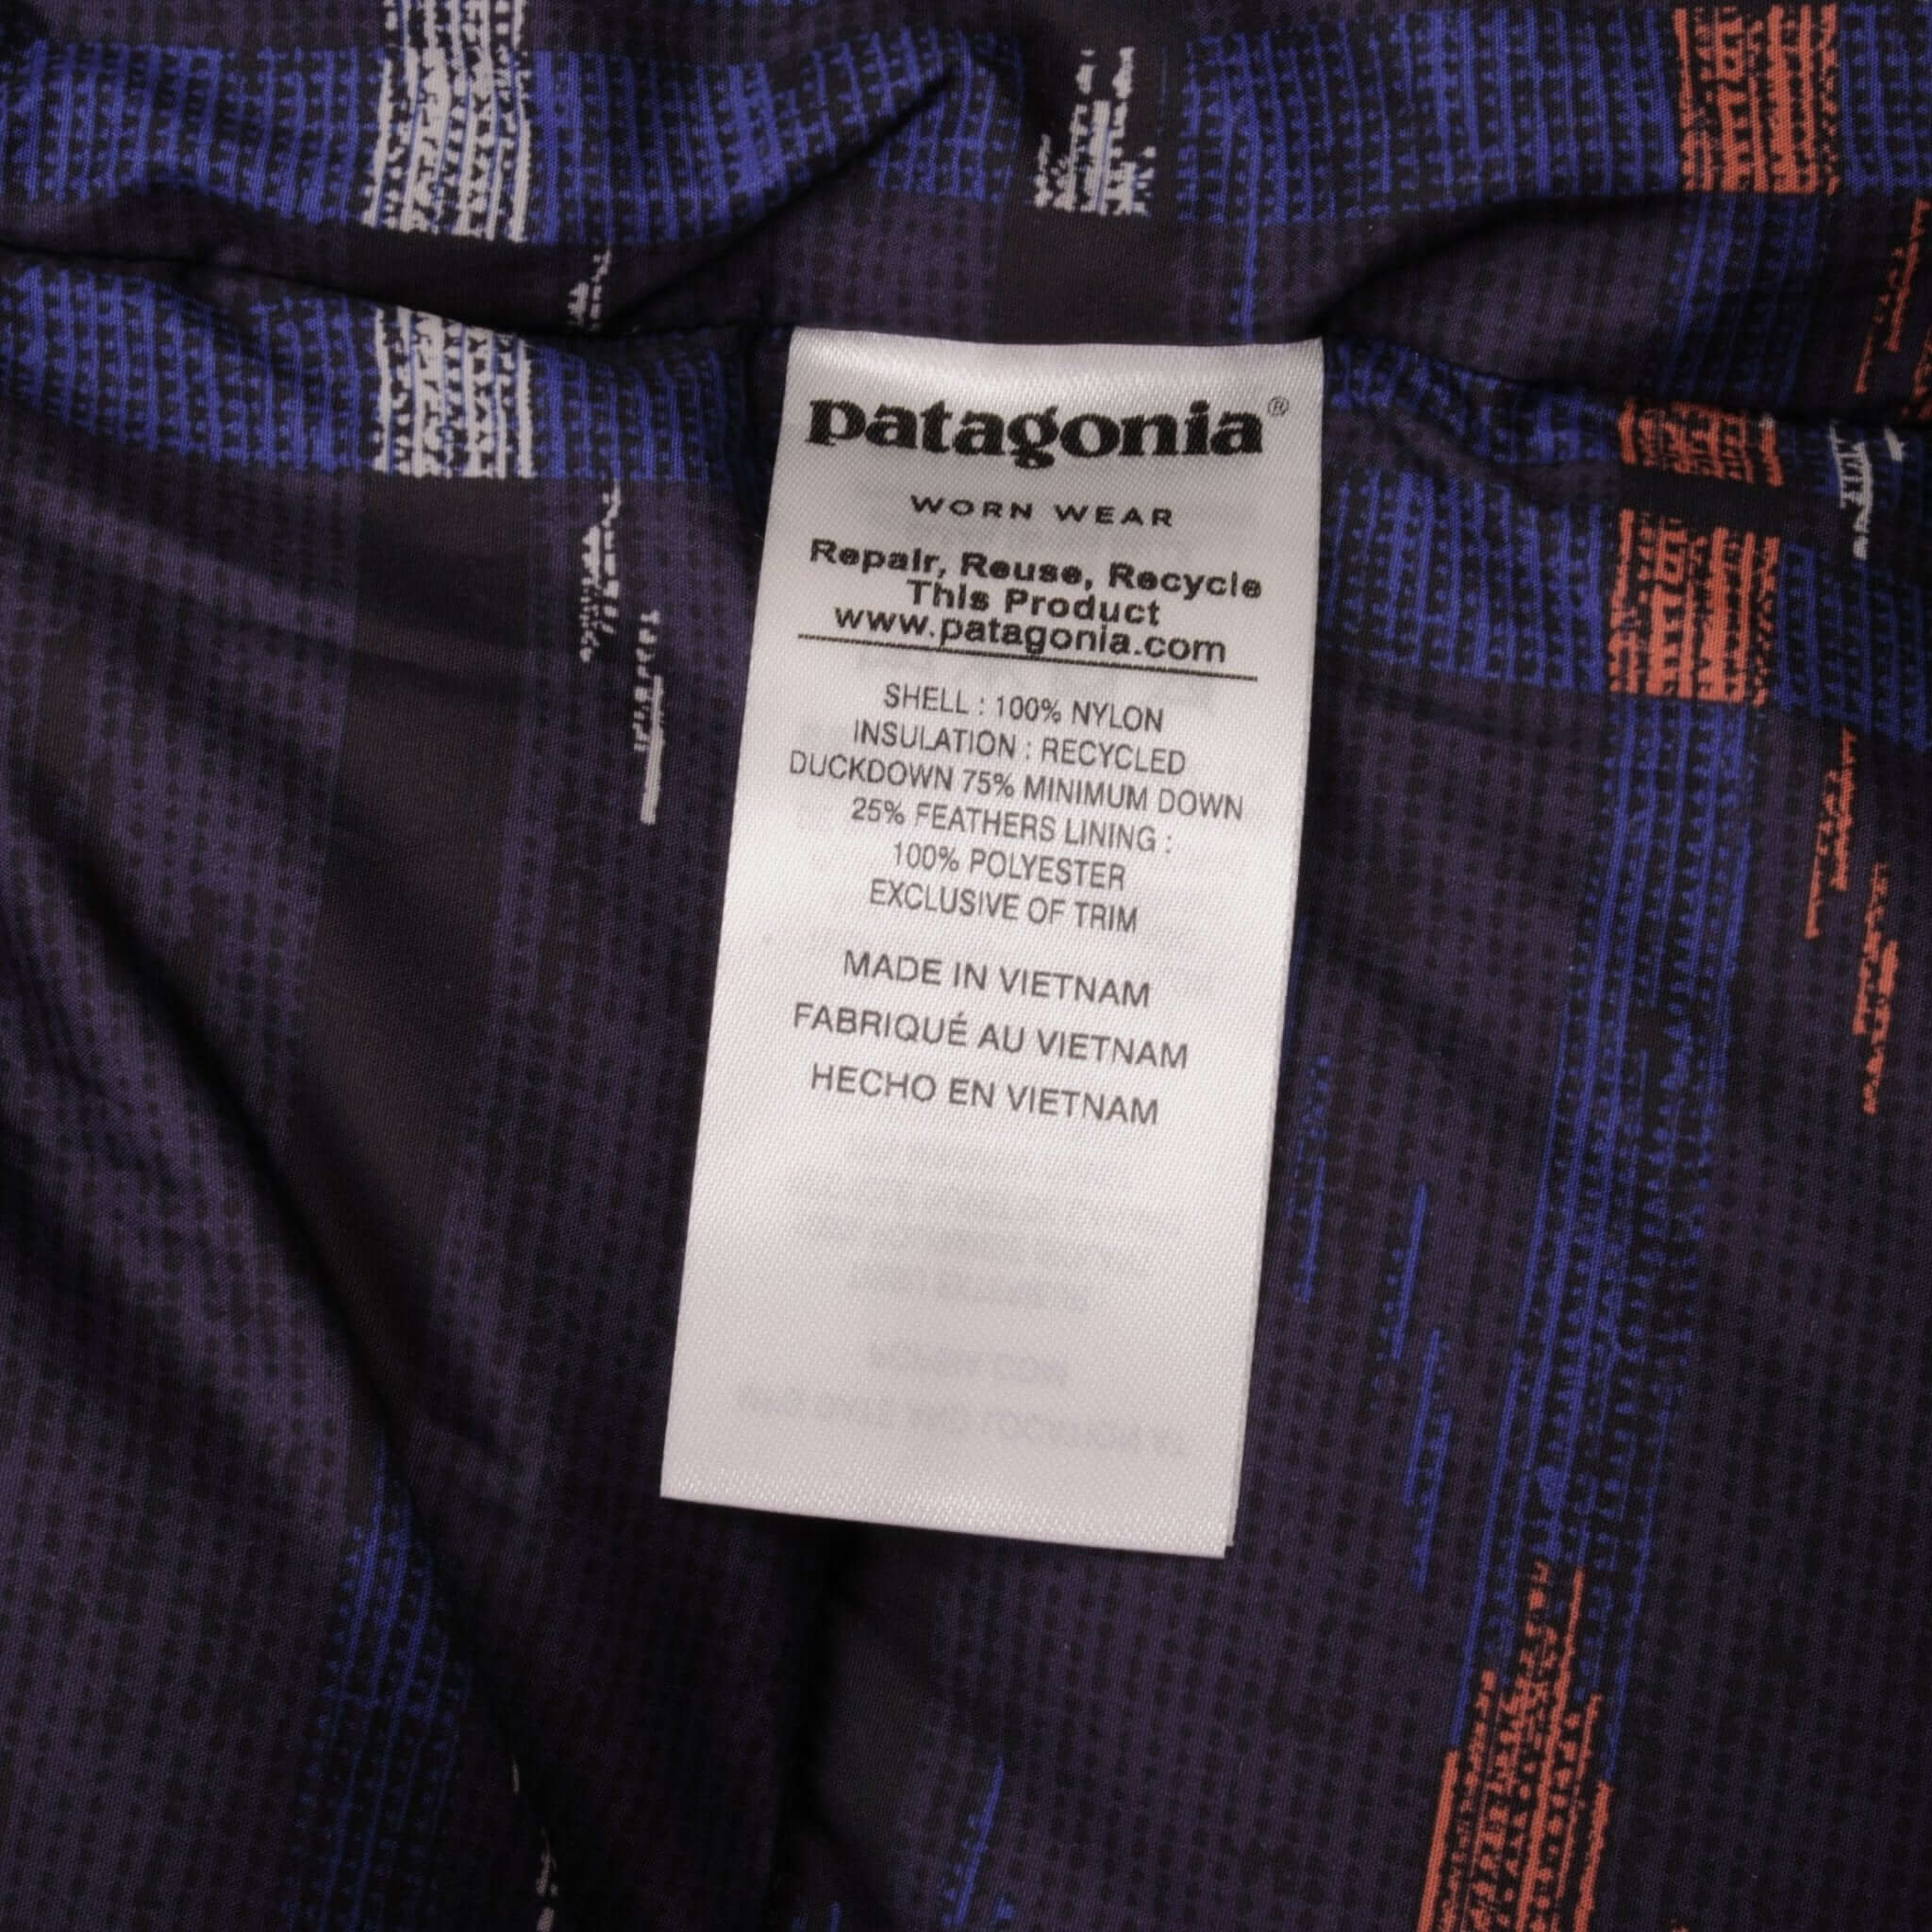 patagonia®
WORN WEAR
Repair, Reuse, Recycle
This Product
www.patagonia.com
SHELL : 100% NYLON
INSULATION : RECYCLED
DUCKDOWN 75% MINIMUM DOWN
25% FEATHERS LINING :
100% POLYESTER
EXCLUSIVE OF TRIM
MADE IN VIETNAM
FABRIQUÉ AU VIETNAM
HECHO EN VIETNAM